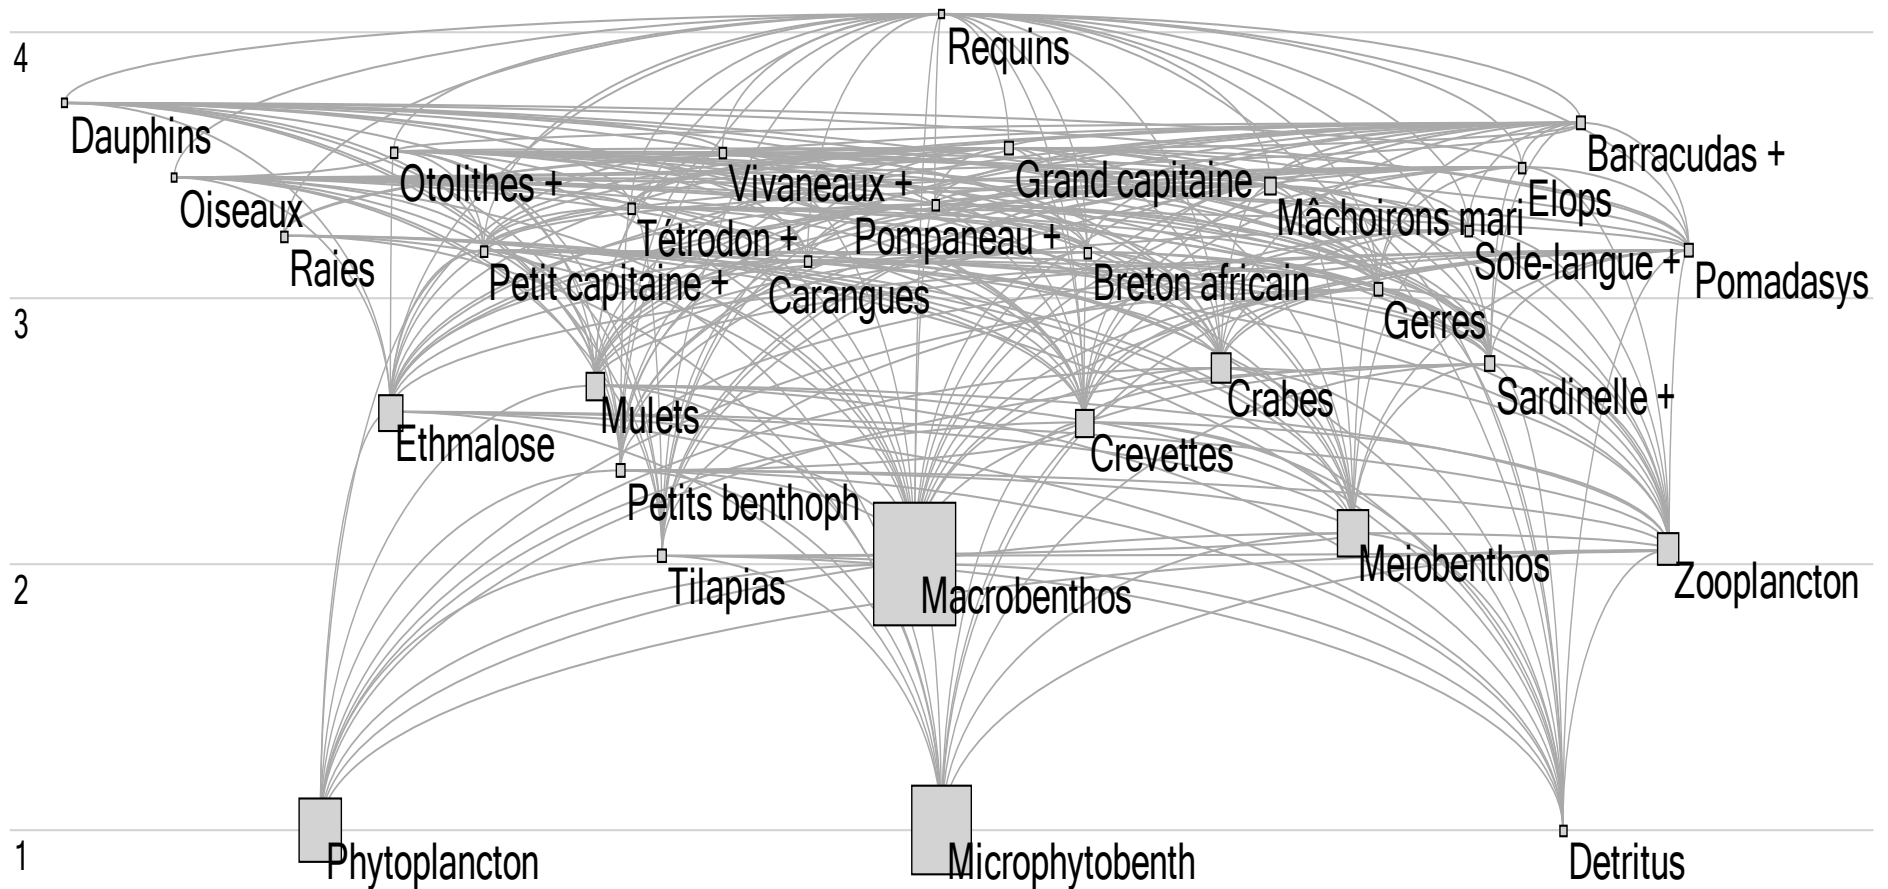 4
Requins
Dauphins
Barracudas +
Otolithes +
Vivaneaux +
Grand capitaine
Elops
Oiseaux
Mâchoirons mari
Tétrodon +
Pompaneau +
Raies
Petit capitaine +
Carangues
Breton africain
Sole-langue +
Pomadasys
3
Gerres
Mulets
Crabes
Sardinelle +
Ethmalose
Crevettes
Petits benthoph
2
Tilapias
Macrobenthos
Meiobenthos
Zooplancton
1
Phytoplancton
Microphytobenth
Detritus